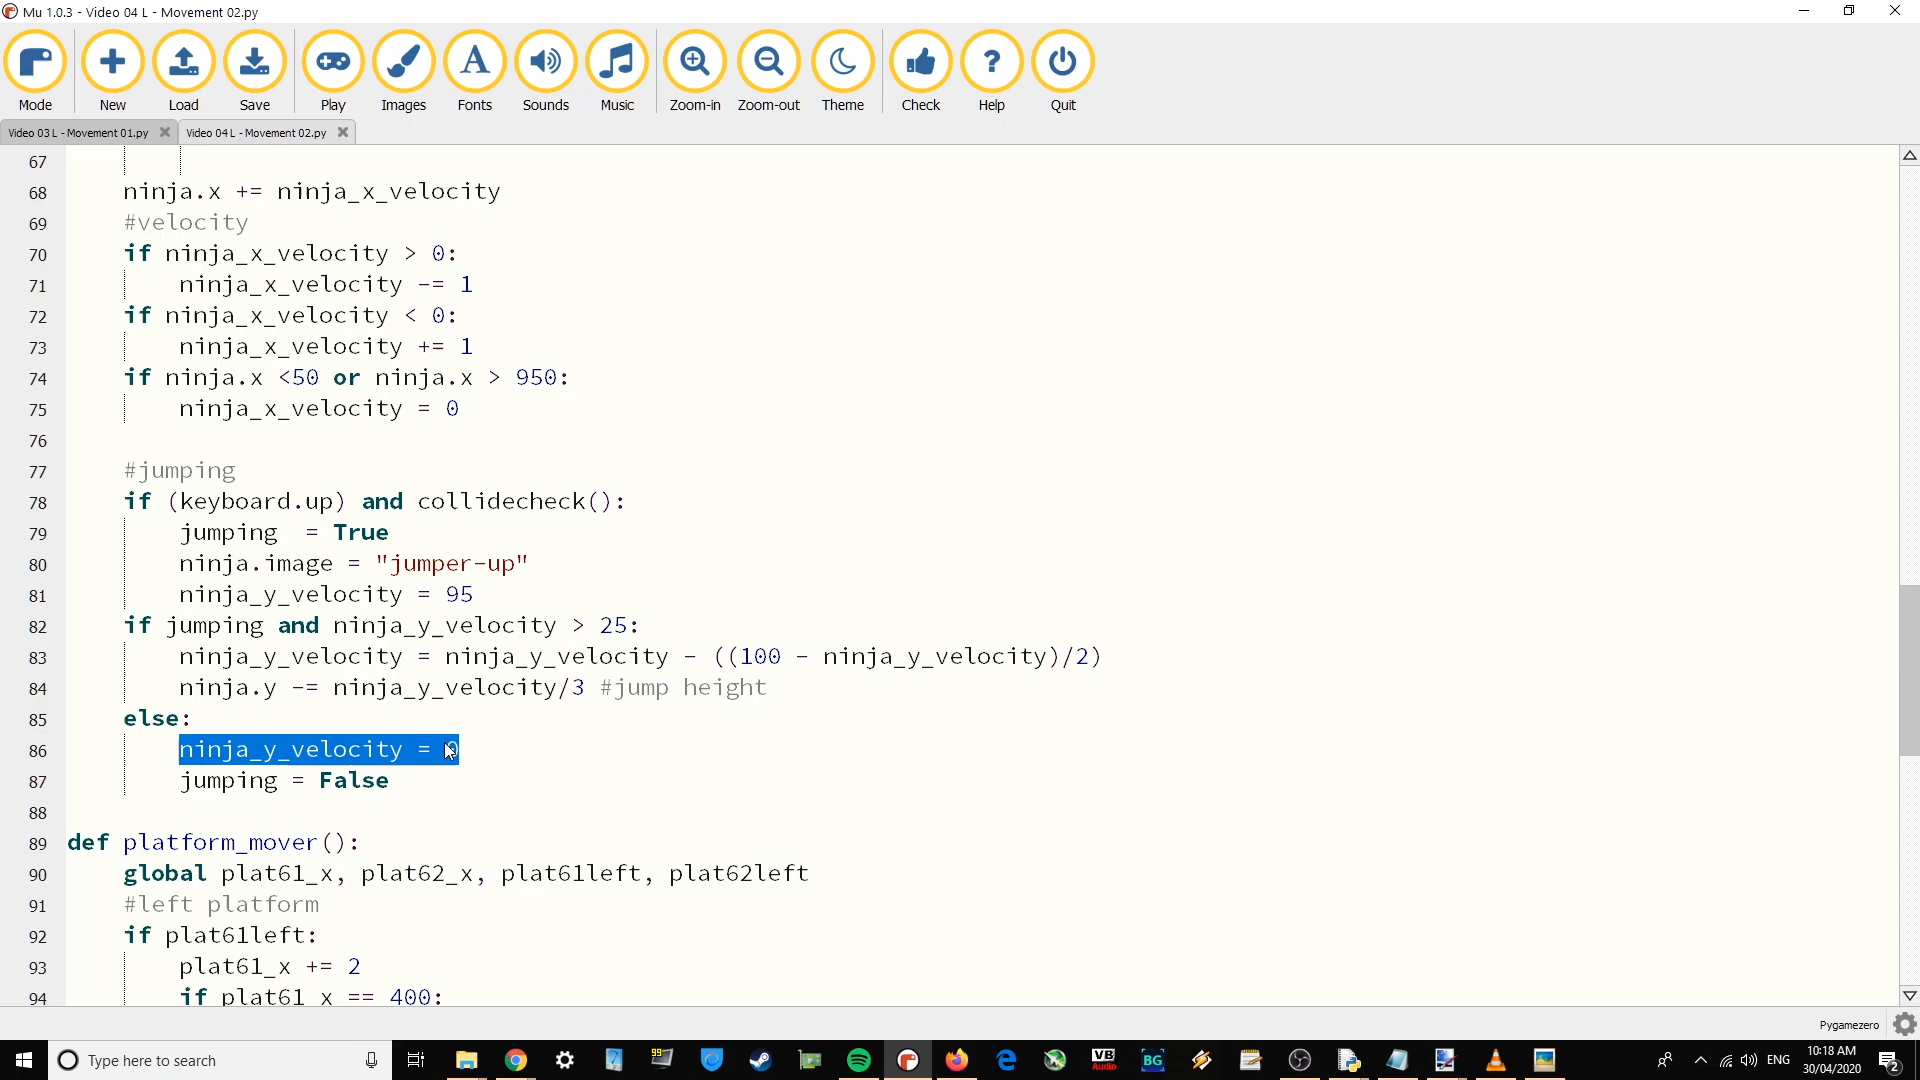 Mu 1.0.3 - Video 04 L - Movement 02.py
Mode New Load Save Play Images Fonts Sounds Music Zoom-in Zoom-out Theme Check Help Quit
Video 03 L - Movement 01.py Video 04 L - Movement 02.py
67
68 ninja.x += ninja_x_velocity
69 #velocity
70 if ninja_x_velocity > 0:
71 ninja_x_velocity -= 1
72 if ninja_x_velocity < 0:
73 ninja_x_velocity += 1
74 if ninja.x <50 or ninja.x > 950:
75 ninja_x_velocity = 0
76
77 #jumping
78 if (keyboard.up) and collidecheck():
79 jumping  = True
80 ninja.image = "jumper-up"
81 ninja_y_velocity = 95
82 if jumping and ninja_y_velocity > 25:
83 ninja_y_velocity = ninja_y_velocity - ((100 - ninja_y_velocity)/2)
84 ninja.y -= ninja_y_velocity/3 #jump height
85 else:
86 ninja_y_velocity = 0
87 jumping = False
88
89 def platform_mover():
90 global plat61_x, plat62_x, plat61left, plat62left
91 #left platform
92 if plat61left:
93 plat61_x += 2
94 if plat61_x == 400:
Pygamezero
Type here to search 99 VB Audio BG ENG 10:18 AM 2
30/04/2020